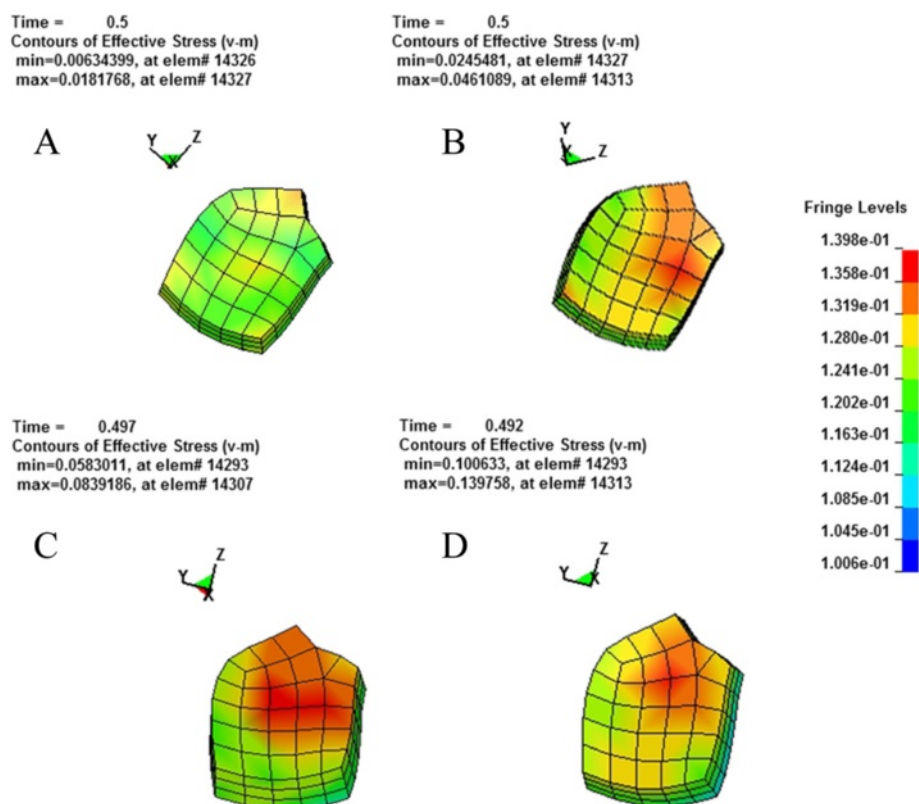 Time = 0.5
Contours of Effective Stress (v-m)
min=0.00634399, at elem# 14326
max=0.0181768, at elem# 14327
Time = 0.5
Contours of Effective Stress (v-m)
min=0.0245481, at elem# 14327
max=0.0461089, at elem# 14313
A
Y
Z
X
B
Y
X
Z
Fringe Levels
1.398e-01
1.358e-01
1.319e-01
1.280e-01
1.241e-01
1.202e-01
1.163e-01
1.124e-01
1.085e-01
1.045e-01
1.006e-01
Time = 0.497
Contours of Effective Stress (v-m)
min=0.0583011, at elem# 14293
max=0.0839186, at elem# 14307
Time = 0.492
Contours of Effective Stress (v-m)
min=0.100633, at elem# 14293
max=0.139758, at elem# 14313
C
Z
Y
X
D
Z
Y
X